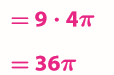 = 9 · 4π
= 36π